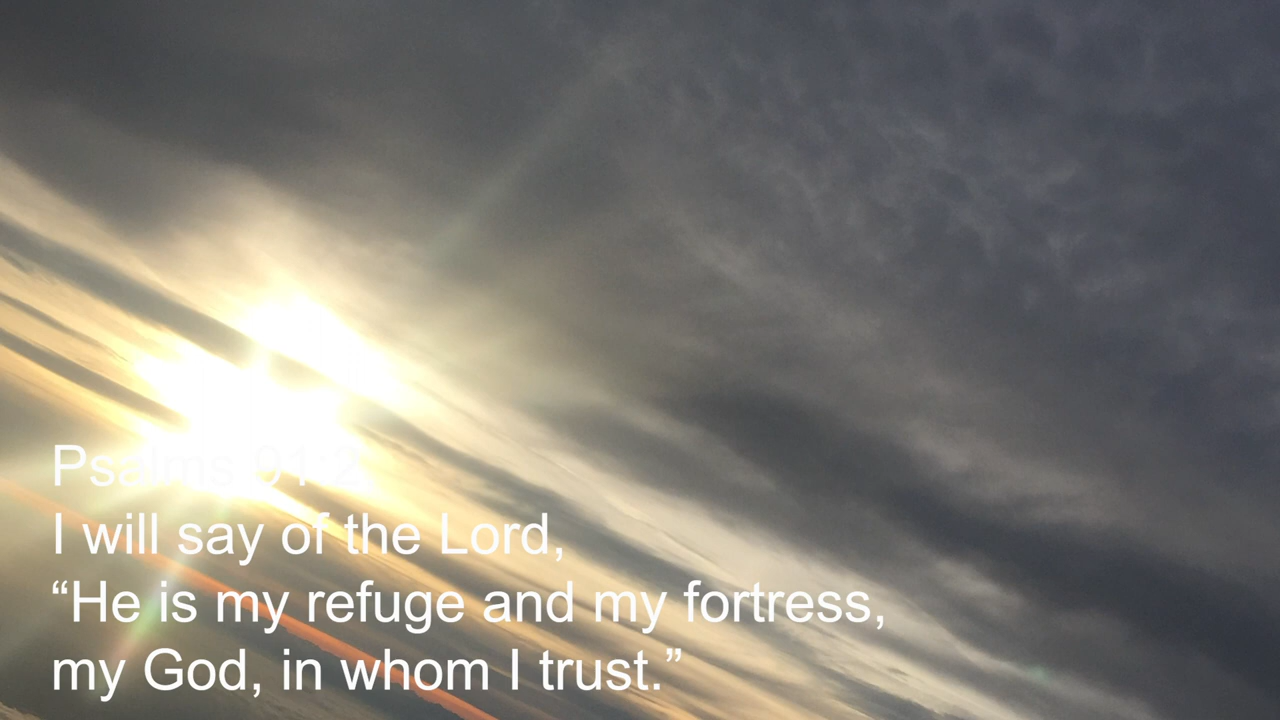 Psalms 91:2
I will say of the Lord,
“He is my refuge and my fortress,
my God, in whom I trust.”